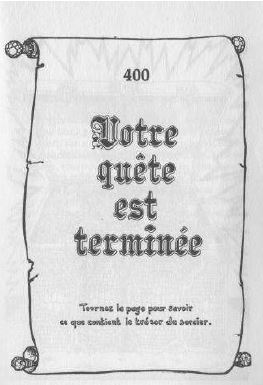 400
Votre
quête
est
terminée
Tournez la page pour savoir
ce que contient le trésor du sorcier.